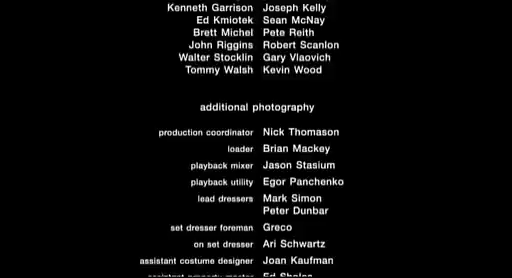 Kenneth Garrison Joseph Kelly
Ed Kmiotek Sean McNay
Brett Michel Pete Reith
John Riggins Robert Scanlon
Walter Stocklin Gary Vlaovich
Tommy Walsh Kevin Wood
additional photography
production coordinator Nick Thomason
loader Brian Mackey
playback mixer Jason Stasium
playback utility Egor Panchenko
lead dressers Mark Simon
Peter Dunbar
set dresser foreman Greco
on set dresser Ari Schwartz
assistant costume designer Joan Kaufman
assistant property master Ed